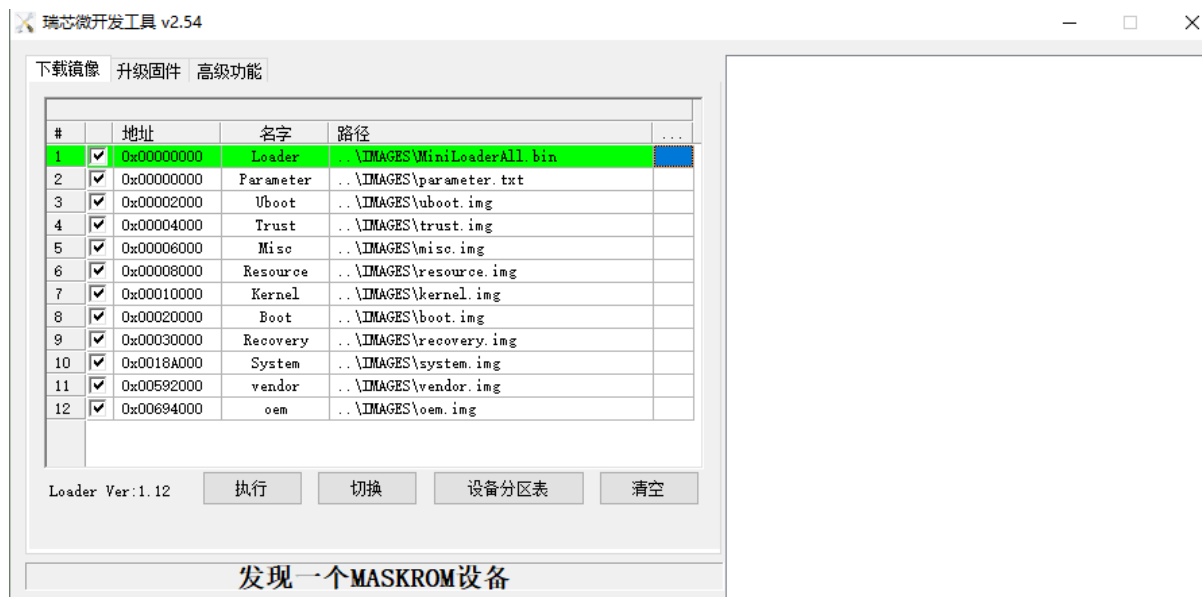 瑞芯微开发工具 v2.54
下载镜像 升级固件 高级功能
# 地址 名字 路径 ...
1 0x00000000 Loader ..\IMAGES\MiniLoaderAll.bin
2 0x00000000 Parameter ..\IMAGES\parameter.txt
3 0x00002000 Uboot ..\IMAGES\uboot.img
4 0x00004000 Trust ..\IMAGES\trust.img
5 0x00006000 Misc ..\IMAGES\misc.img
6 0x00008000 Resource ..\IMAGES\resource.img
7 0x00010000 Kernel ..\IMAGES\kernel.img
8 0x00020000 Boot ..\IMAGES\boot.img
9 0x00030000 Recovery ..\IMAGES\recovery.img
10 0x0018A000 System ..\IMAGES\system.img
11 0x00592000 vendor ..\IMAGES\vendor.img
12 0x00694000 oem ..\IMAGES\oem.img
Loader Ver:1.12 执行 切换 设备分区表 清空
发现一个MASKROM设备